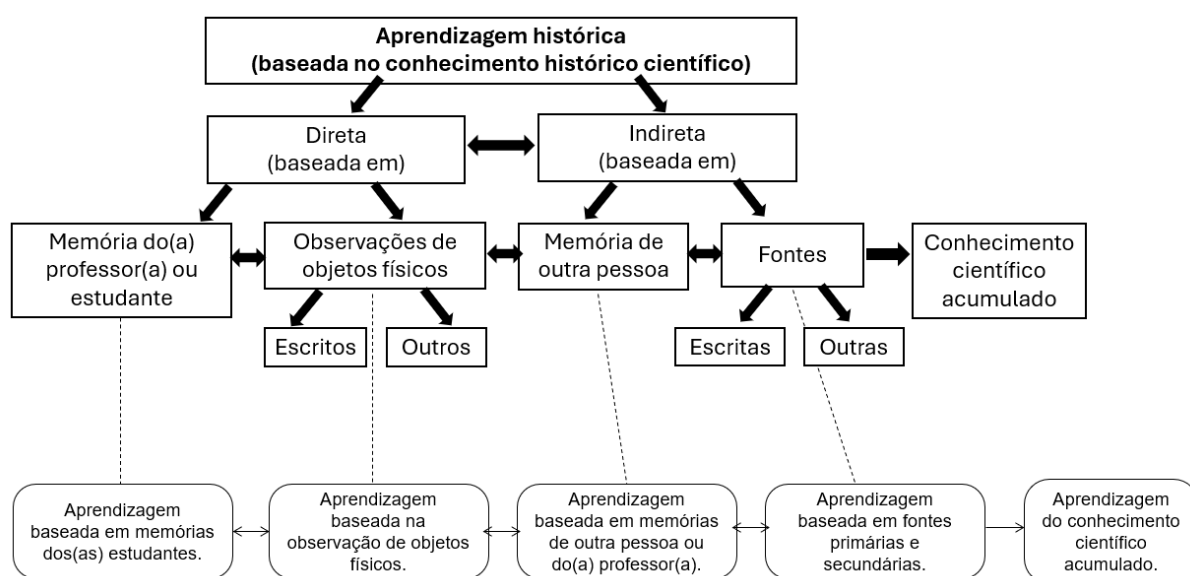 Aprendizagem histórica
(baseada no conhecimento histórico científico)
Direta
(baseada em)
Indireta
(baseada em)
Memória do(a)
professor(a) ou
estudante
Observações de
objetos físicos
Memória de
outra pessoa
Fontes
Conhecimento
científico
acumulado
Escritos
Outros
Escritas
Outras
Aprendizagem
baseada em memórias
dos(as) estudantes.
Aprendizagem
baseada na
observação de objetos
físicos.
Aprendizagem
baseada em memórias
de outra pessoa ou
do(a) professor(a).
Aprendizagem
baseada em fontes
primárias e
secundárias.
Aprendizagem
do conhecimento
científico
acumulado.